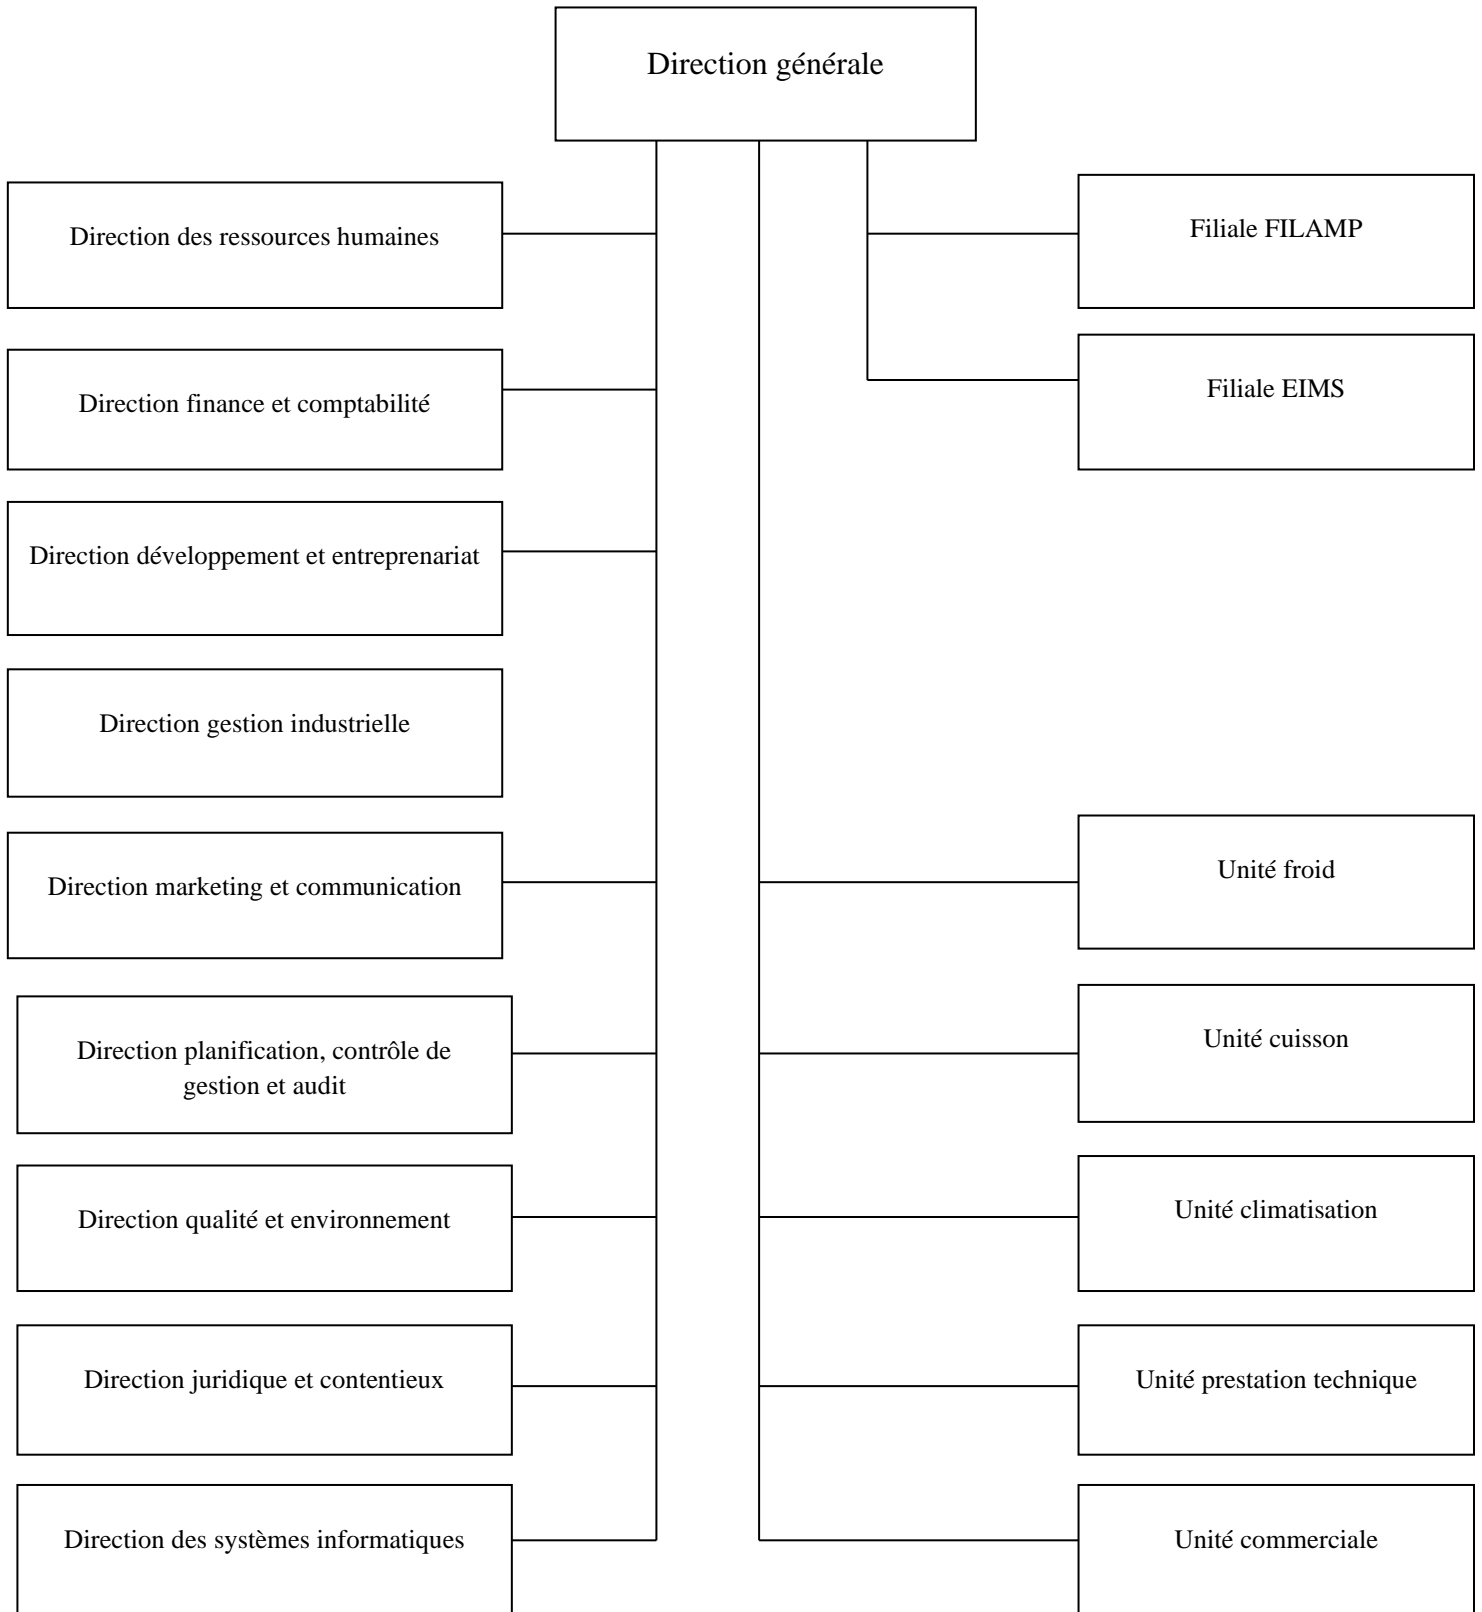 Direction générale
Direction des ressources humaines
Filiale FILAMP
Direction finance et comptabilité
Filiale EIMS
Direction développement et entreprenariat
Direction gestion industrielle
Direction marketing et communication
Unité froid
Direction planification, contrôle de
gestion et audit
Unité cuisson
Direction qualité et environnement
Unité climatisation
Direction juridique et contentieux
Unité prestation technique
Direction des systèmes informatiques
Unité commerciale